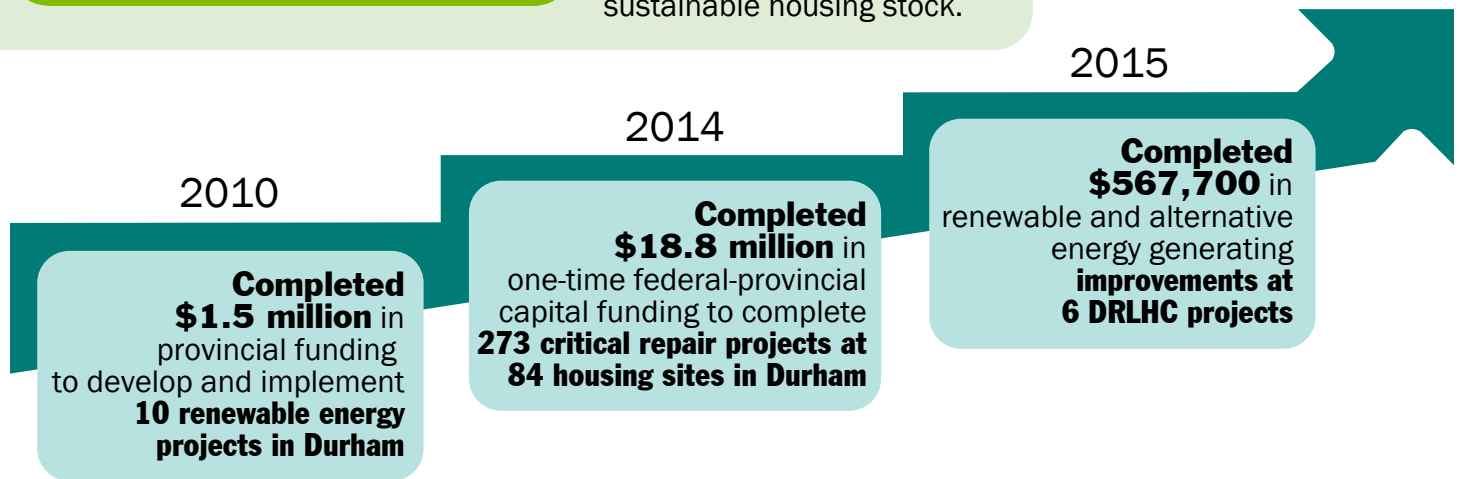 sustainable housing stock.
2010
Completed
$1.5 million in
provincial funding
to develop and implement
10 renewable energy
projects in Durham
2014
Completed
$18.8 million in
one-time federal-provincial
capital funding to complete
273 critical repair projects at
84 housing sites in Durham
2015
Completed
$567,700 in
renewable and alternative
energy generating
improvements at
6 DRLHC projects